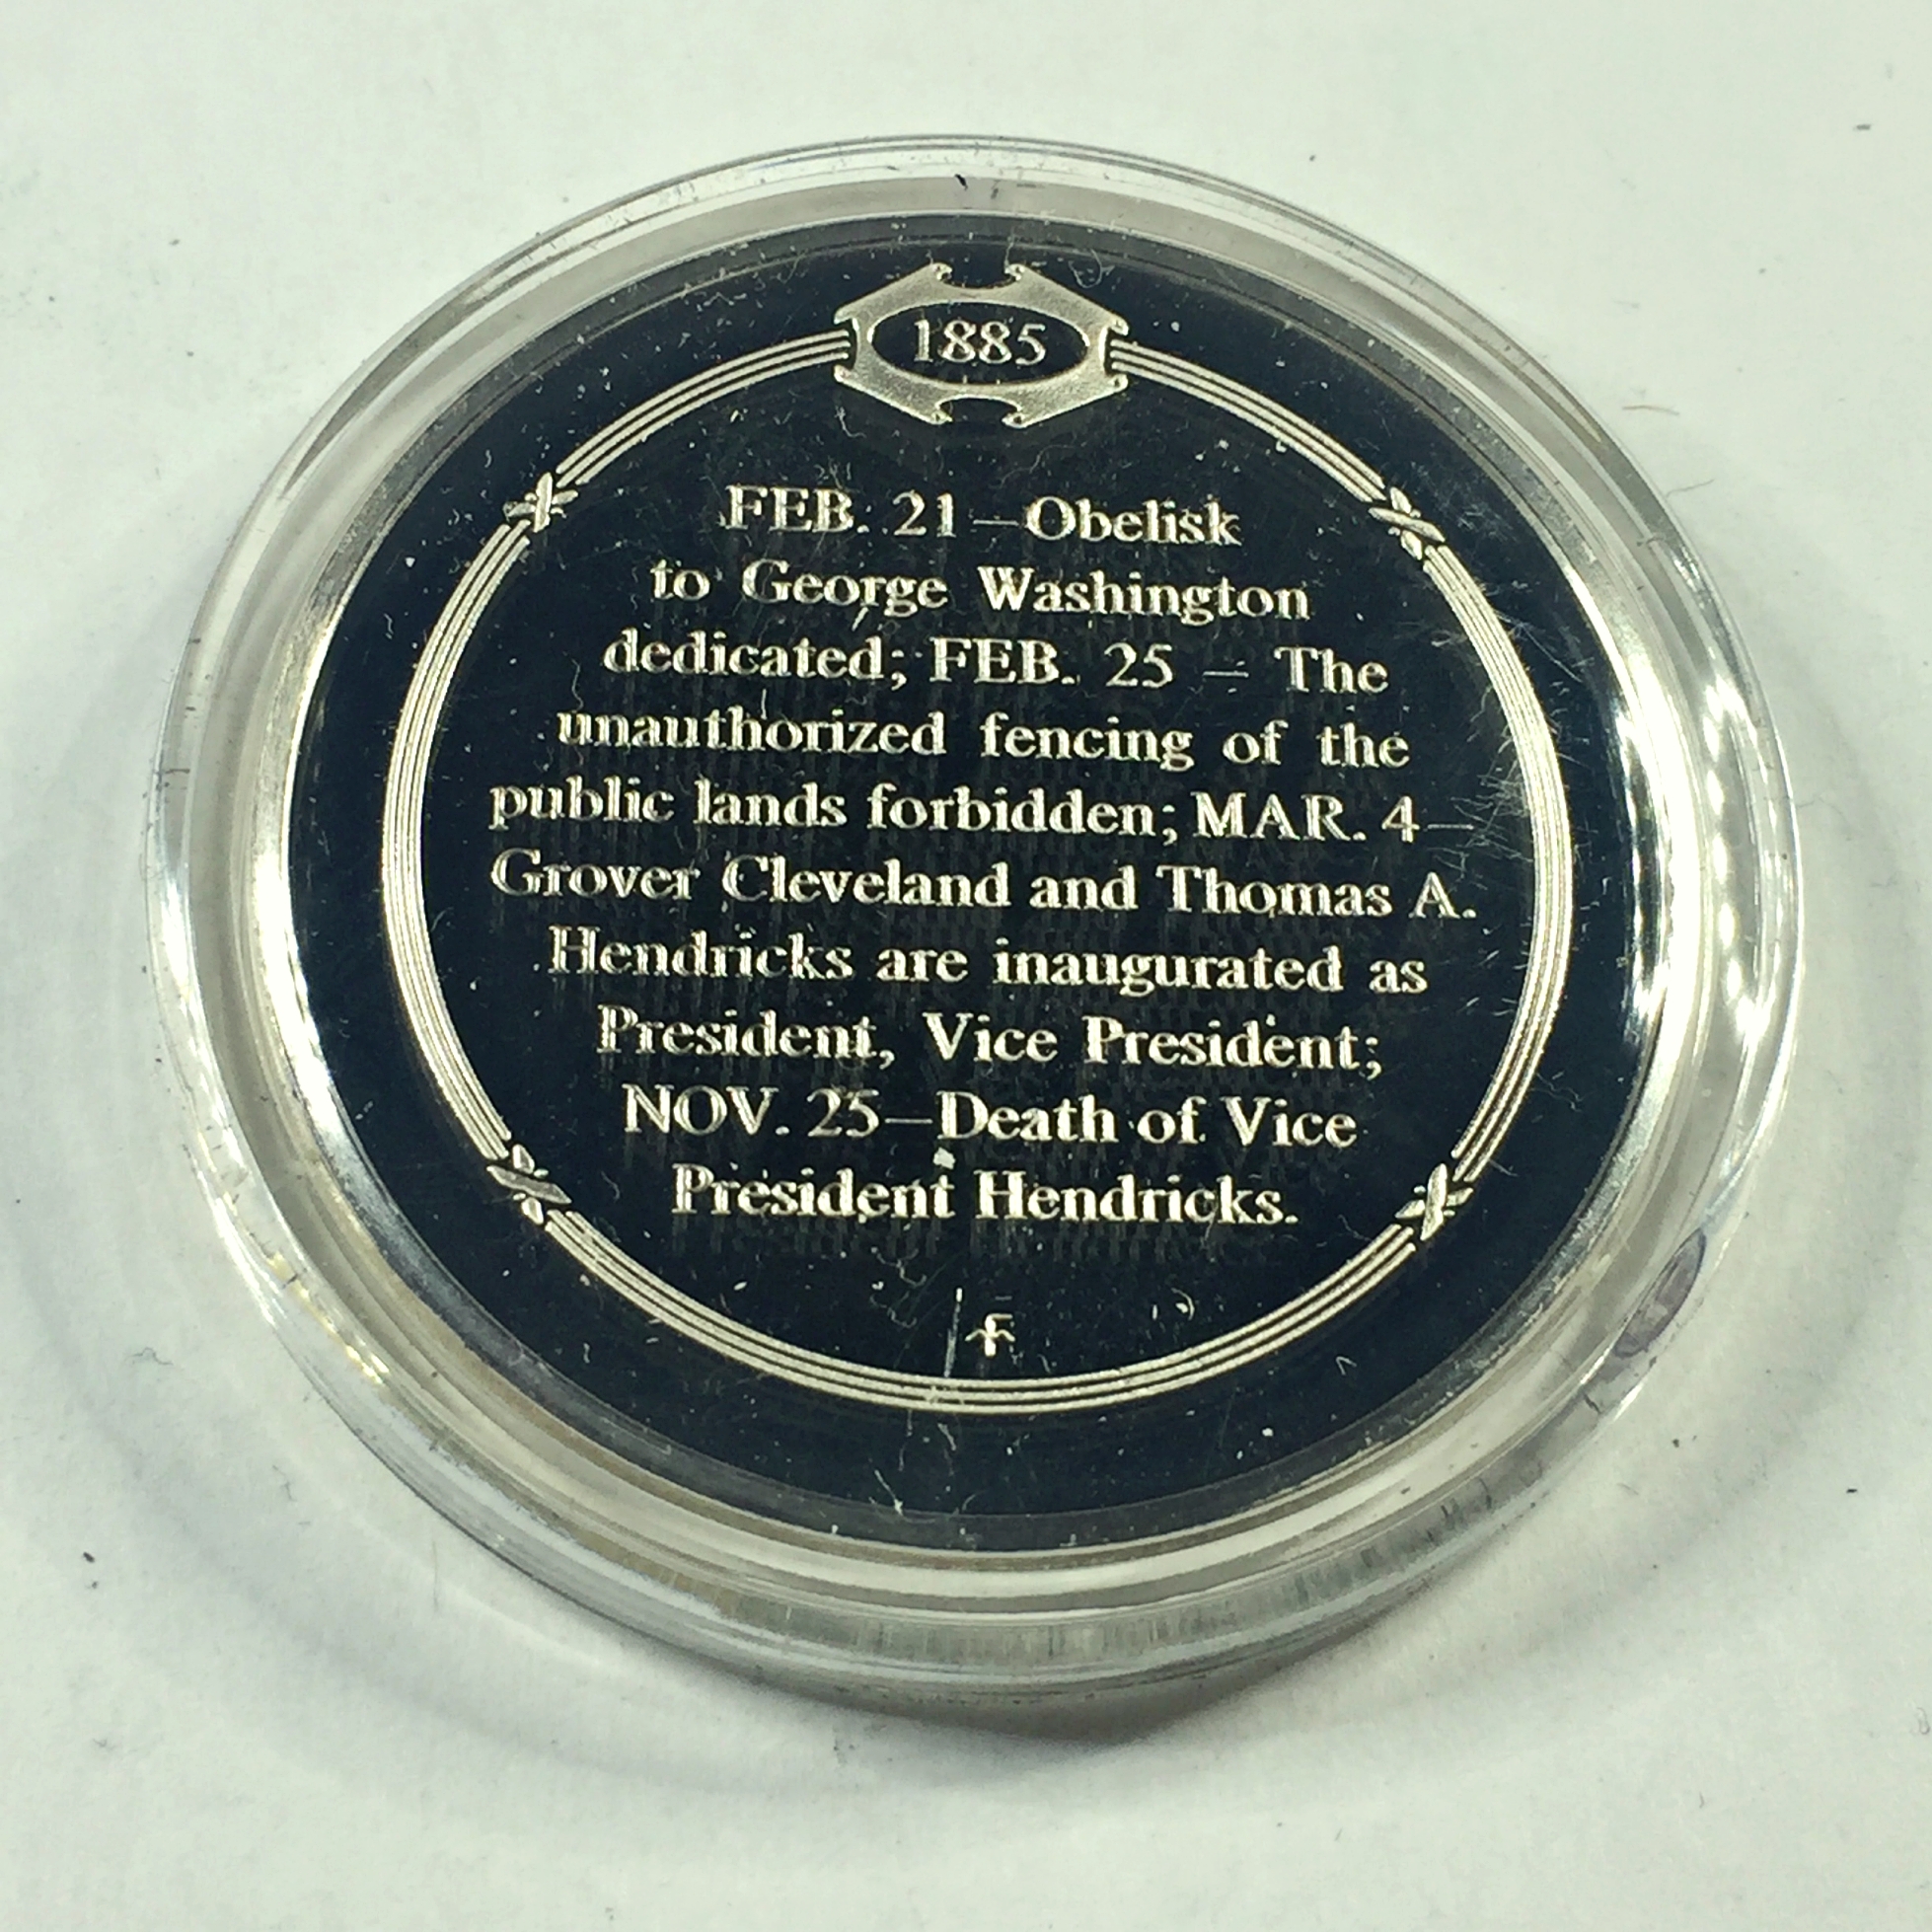 1885
FEB. 21—Obelisk
to George Washington
dedicated; FEB. 25 — The
unauthorized fencing of the
public lands forbidden; MAR. 4—
Grover Cleveland and Thomas A.
Hendricks are inaugurated as
President, Vice President;
NOV. 25—Death of Vice
President Hendricks.
F